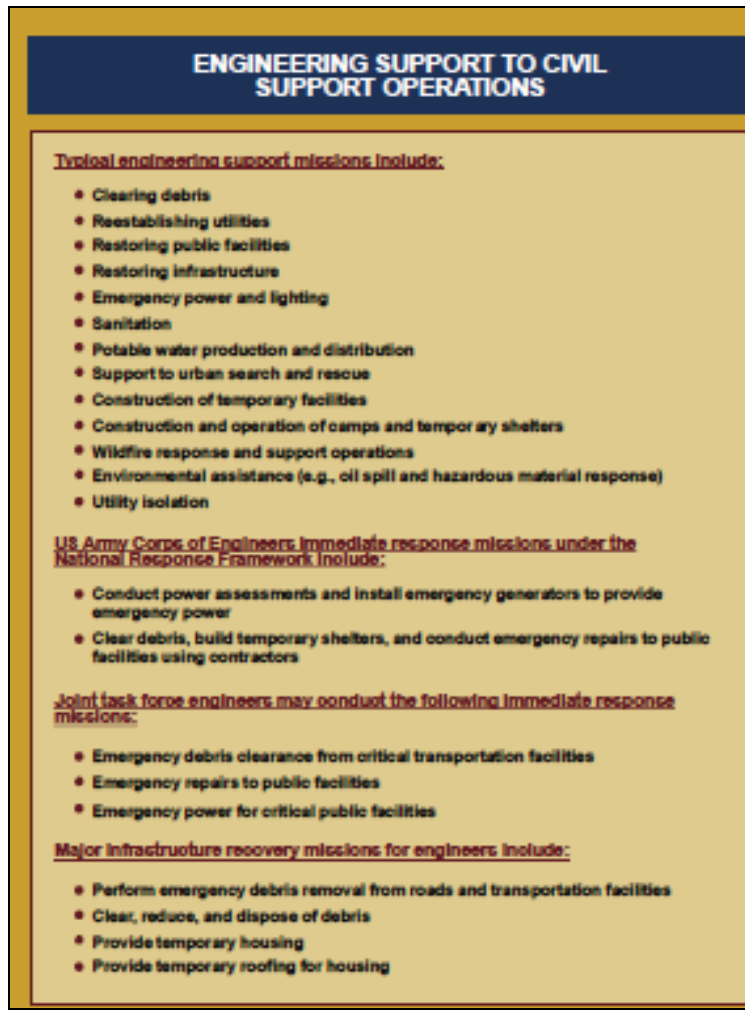 ENGINEERING SUPPORT TO CIVIL
SUPPORT OPERATIONS
Typical engineering support missions include:
• Clearing debris
• Reestablishing utilities
• Restoring public facilities
• Restoring infrastructure
• Emergency power and lighting
• Sanitation
• Potable water production and distribution
• Support to urban search and rescue
• Construction of temporary facilities
• Construction and operation of camps and temporary shelters
• Wildfire response and support operations
• Environmental assistance (e.g., oil spill and hazardous material response)
• Utility isolation
US Army Corps of Engineers immediate response missions under the
National Response Framework include:
• Conduct power assessments and install emergency generators to provide
emergency power
• Clear debris, build temporary shelters, and conduct emergency repairs to public
facilities using contractors
Joint task force engineers may conduct the following immediate response
missions:
• Emergency debris clearance from critical transportation facilities
• Emergency repairs to public facilities
• Emergency power for critical public facilities
Major infrastructure recovery missions for engineers include:
• Perform emergency debris removal from roads and transportation facilities
• Clear, reduce, and dispose of debris
• Provide temporary housing
• Provide temporary roofing for housing